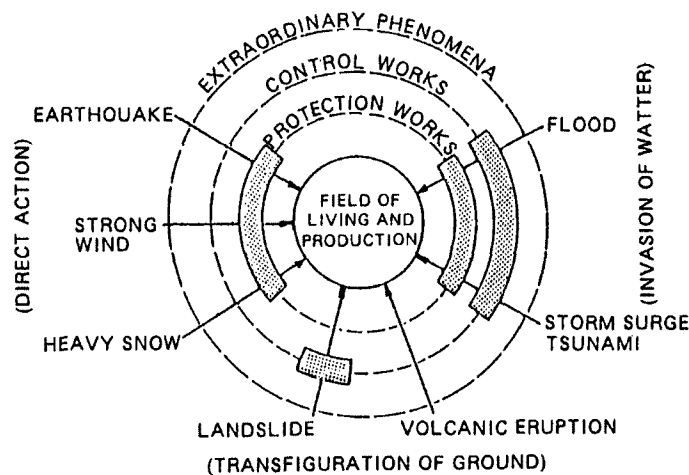 EXTRAORDINARY PHENOMENA
CONTROL WORKS
PROTECTION WORKS
EARTHOUAKE
FLOOD
(DIRECT ACTION)
(INVASION OF WATTER)
STRONG
WIND
FIELD OF
LIVING AND
PRODUCTION
HEAVY SNOW
STORM SURGE
TSUNAMI
LANDSLIDE
VOLCANIC ERUPTION
(TRANSFIGURATION OF GROUND)